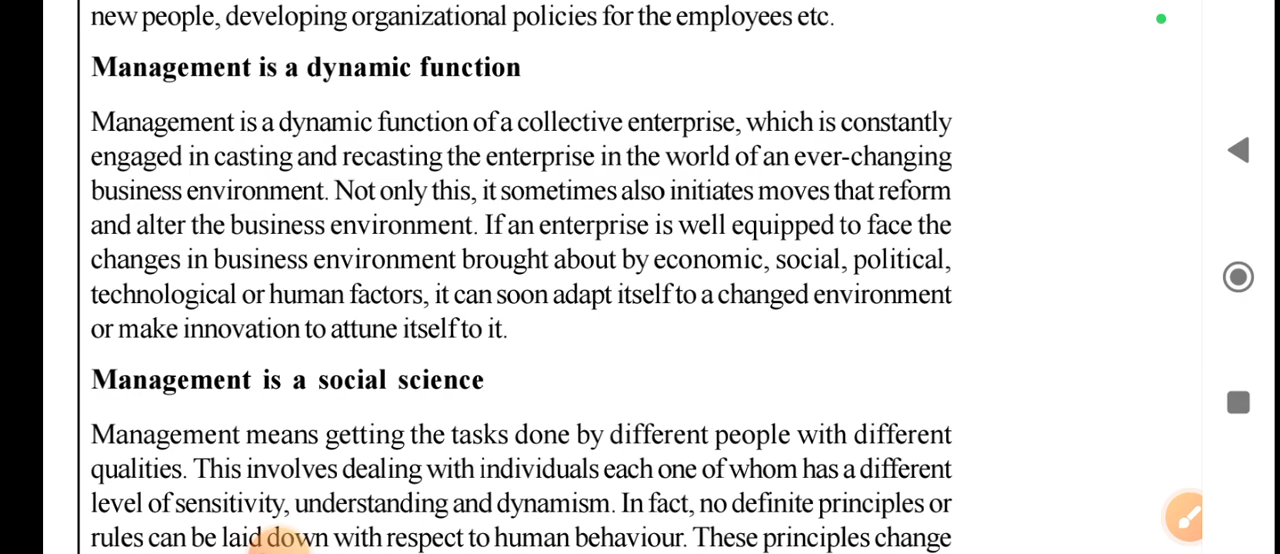 new people, developing organizational policies for the employees etc.
Management is a dynamic function
Management is a dynamic function of a collective enterprise, which is constantly
engaged in casting and recasting the enterprise in the world of an ever-changing
business environment. Not only this, it sometimes also initiates moves that reform
and alter the business environment. If an enterprise is well equipped to face the
changes in business environment brought about by economic, social, political,
technological or human factors, it can soon adapt itself to a changed environment
or make innovation to attune itself to it.
Management is a social science
Management means getting the tasks done by different people with different
qualities. This involves dealing with individuals each one of whom has a different
level of sensitivity, understanding and dynamism. In fact, no definite principles or
rules can be laid down with respect to human behaviour. These principles change